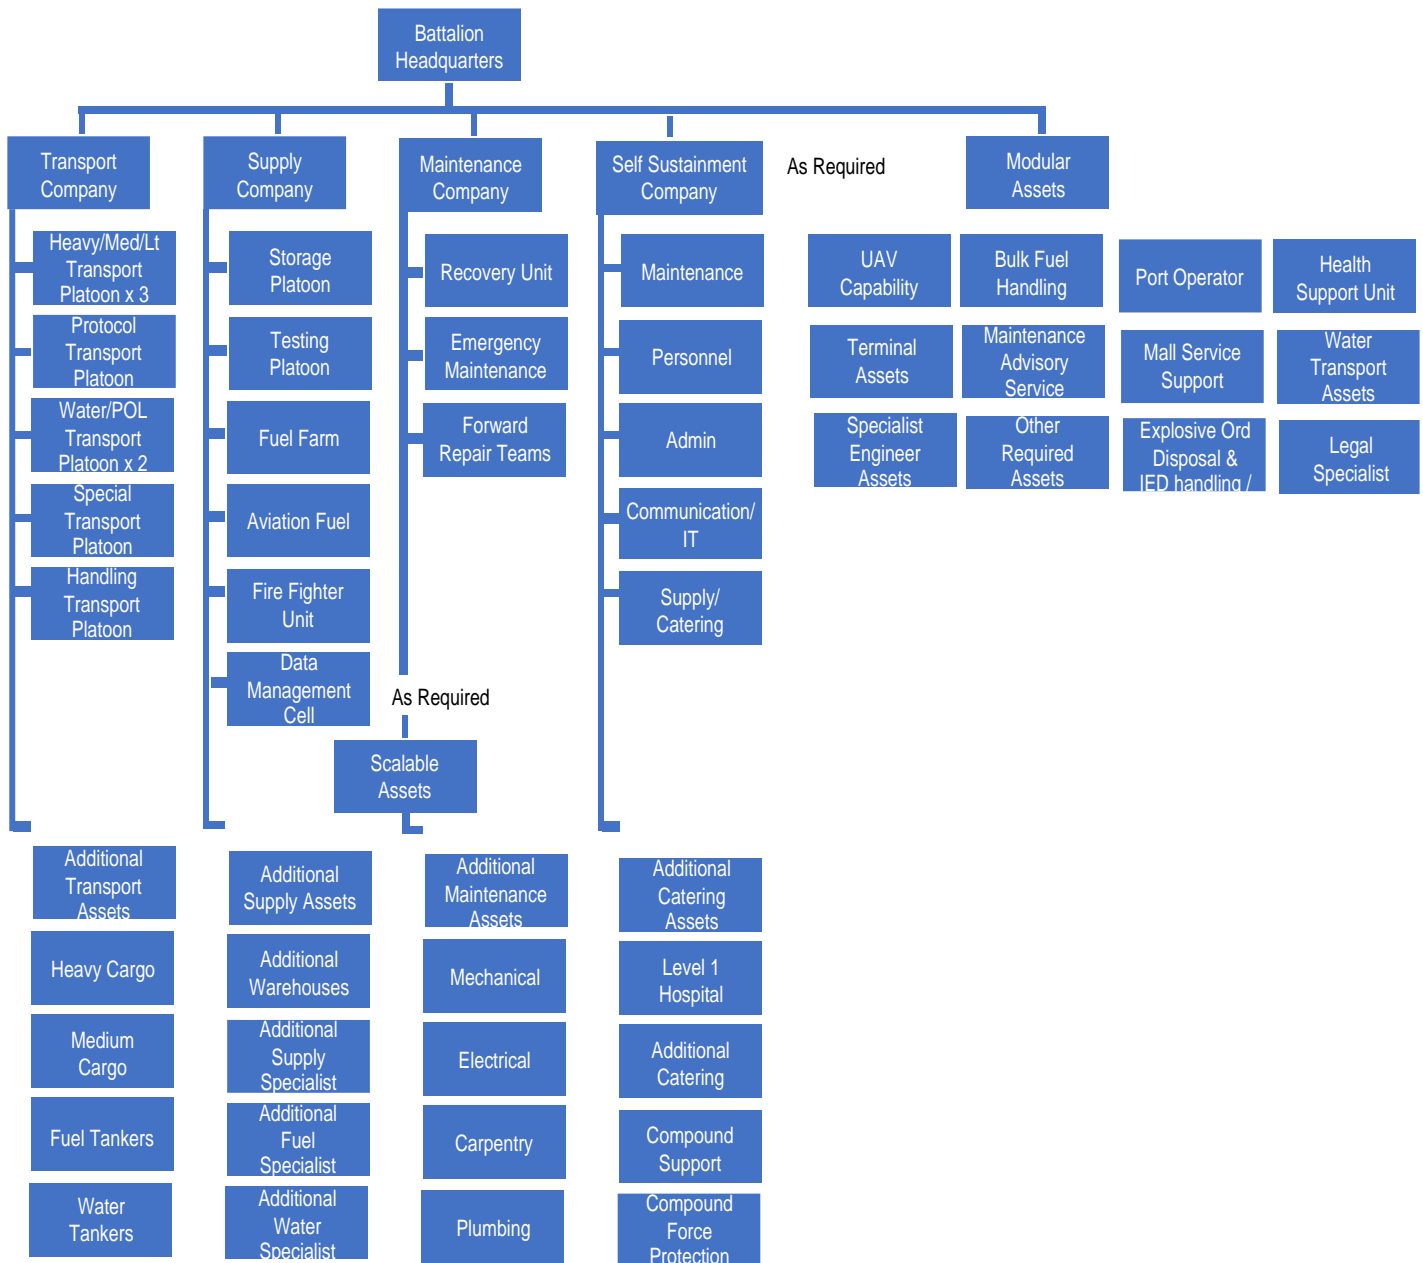 Battalion
Headquarters
Transport
Company
Supply
Company
Maintenance
Company
Self Sustainment
Company
As Required
Modular
Assets
Heavy/Med/Lt
Transport
Platoon x 3
Protocol
Transport
Platoon
Water/POL
Transport
Platoon x 2
Special
Transport
Platoon
Handling
Transport
Platoon
Storage
Platoon
Testing
Platoon
Fuel Farm
Aviation Fuel
Fire Fighter
Unit
Data
Management
Cell
Recovery Unit
Emergency
Maintenance
Forward
Repair Teams
As Required
Scalable
Assets
Maintenance
Personnel
Admin
Communication/
IT
Supply/
Catering
UAV
Capability
Bulk Fuel
Handling
Port Operator
Health
Support Unit
Terminal
Assets
Maintenance
Advisory
Service
Mall Service
Support
Water
Transport
Assets
Specialist
Engineer
Assets
Other
Required
Assets
Explosive Ord
Disposal &
IED handling /
Legal
Specialist
Additional
Transport
Assets
Heavy Cargo
Medium
Cargo
Fuel Tankers
Water
Tankers
Additional
Supply Assets
Additional
Warehouses
Additional
Supply
Specialist
Additional
Fuel
Specialist
Additional
Water
Specialist
Additional
Maintenance
Assets
Mechanical
Electrical
Carpentry
Plumbing
Additional
Catering
Assets
Level 1
Hospital
Additional
Catering
Compound
Support
Compound
Force
Protection